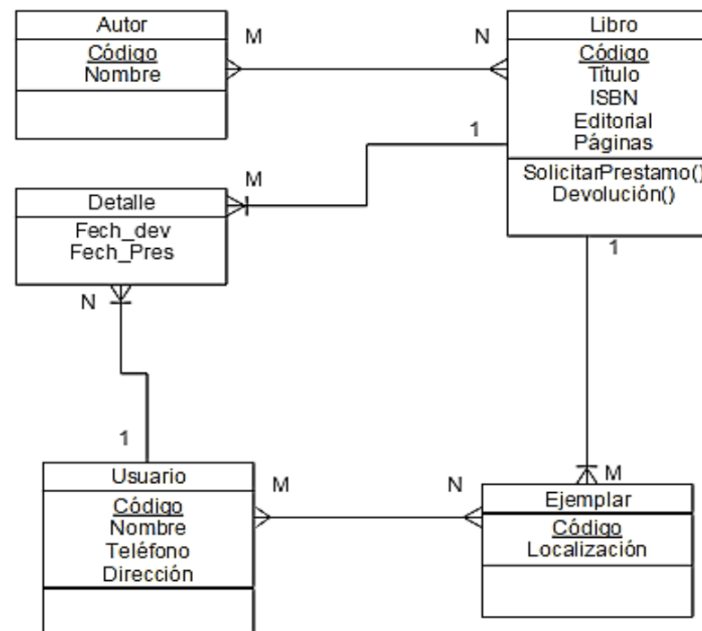 Autor
Código
Nombre
M
N
Libro
Código
Título
ISBN
Editorial
Páginas
SolicitarPrestamo()
Devolución()
1
M
Detalle
Fech_dev
Fech_Pres
N
1
1
M
Usuario
Código
Nombre
Teléfono
Dirección
M
N
Ejemplar
Código
Localización